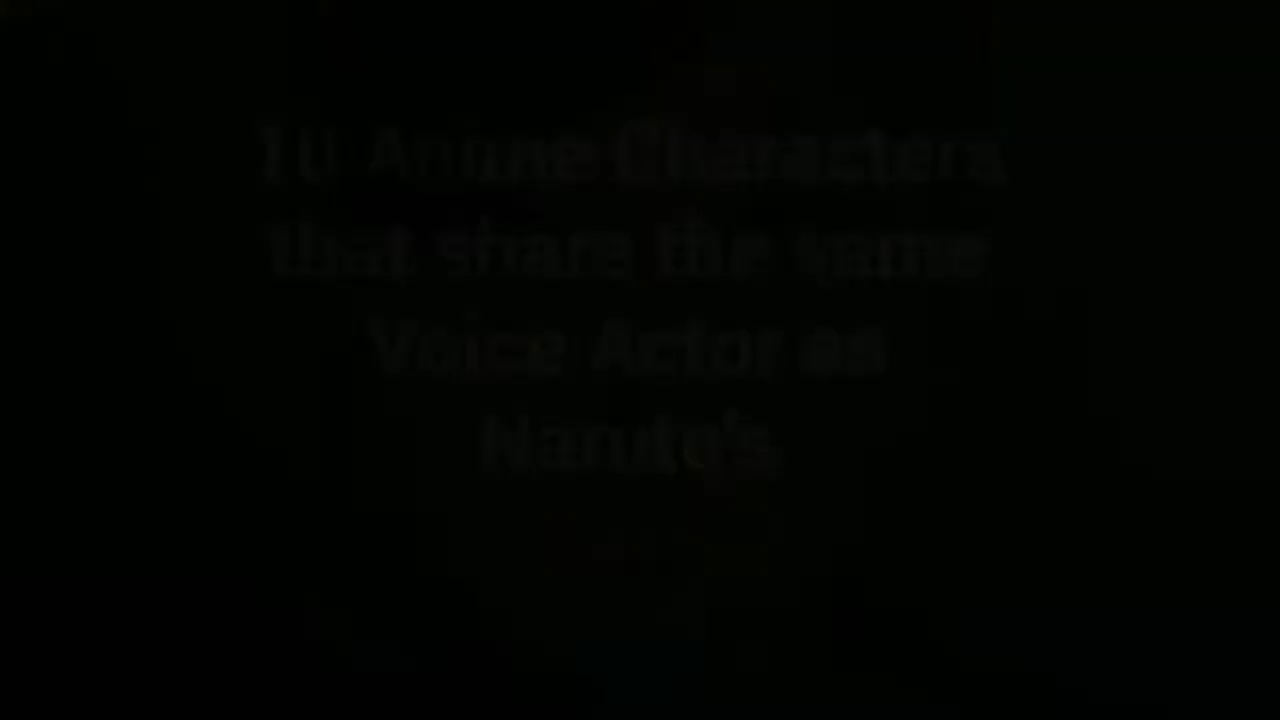 10 Anime Characters
that share the same
Voice Actor as
Naruto's